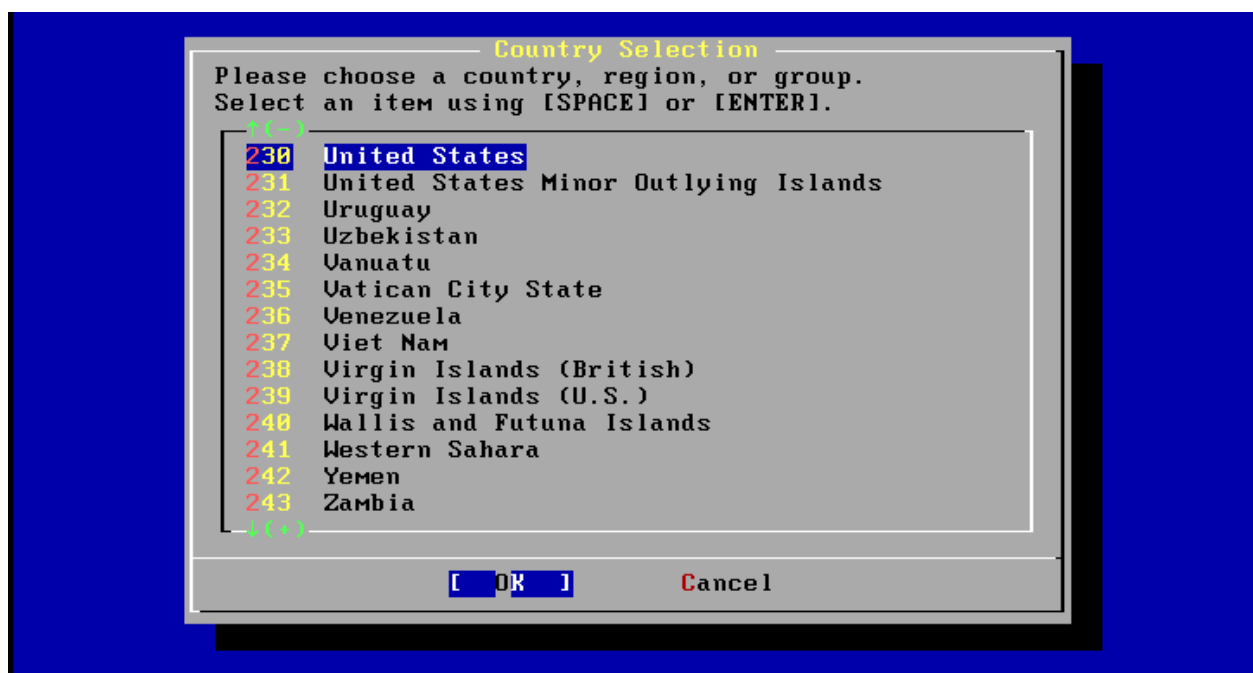 Country Selection
Please choose a country, region, or group.
Select an item using [SPACE] or [ENTER].
↑(-)
230 United States
231 United States Minor Outlying Islands
232 Uruguay
233 Uzbekistan
234 Vanuatu
235 Vatican City State
236 Venezuela
237 Viet Nam
238 Virgin Islands (British)
239 Virgin Islands (U.S.)
240 Wallis and Futuna Islands
241 Western Sahara
242 Yemen
243 Zambia
↓(+)
[ OK ] Cancel